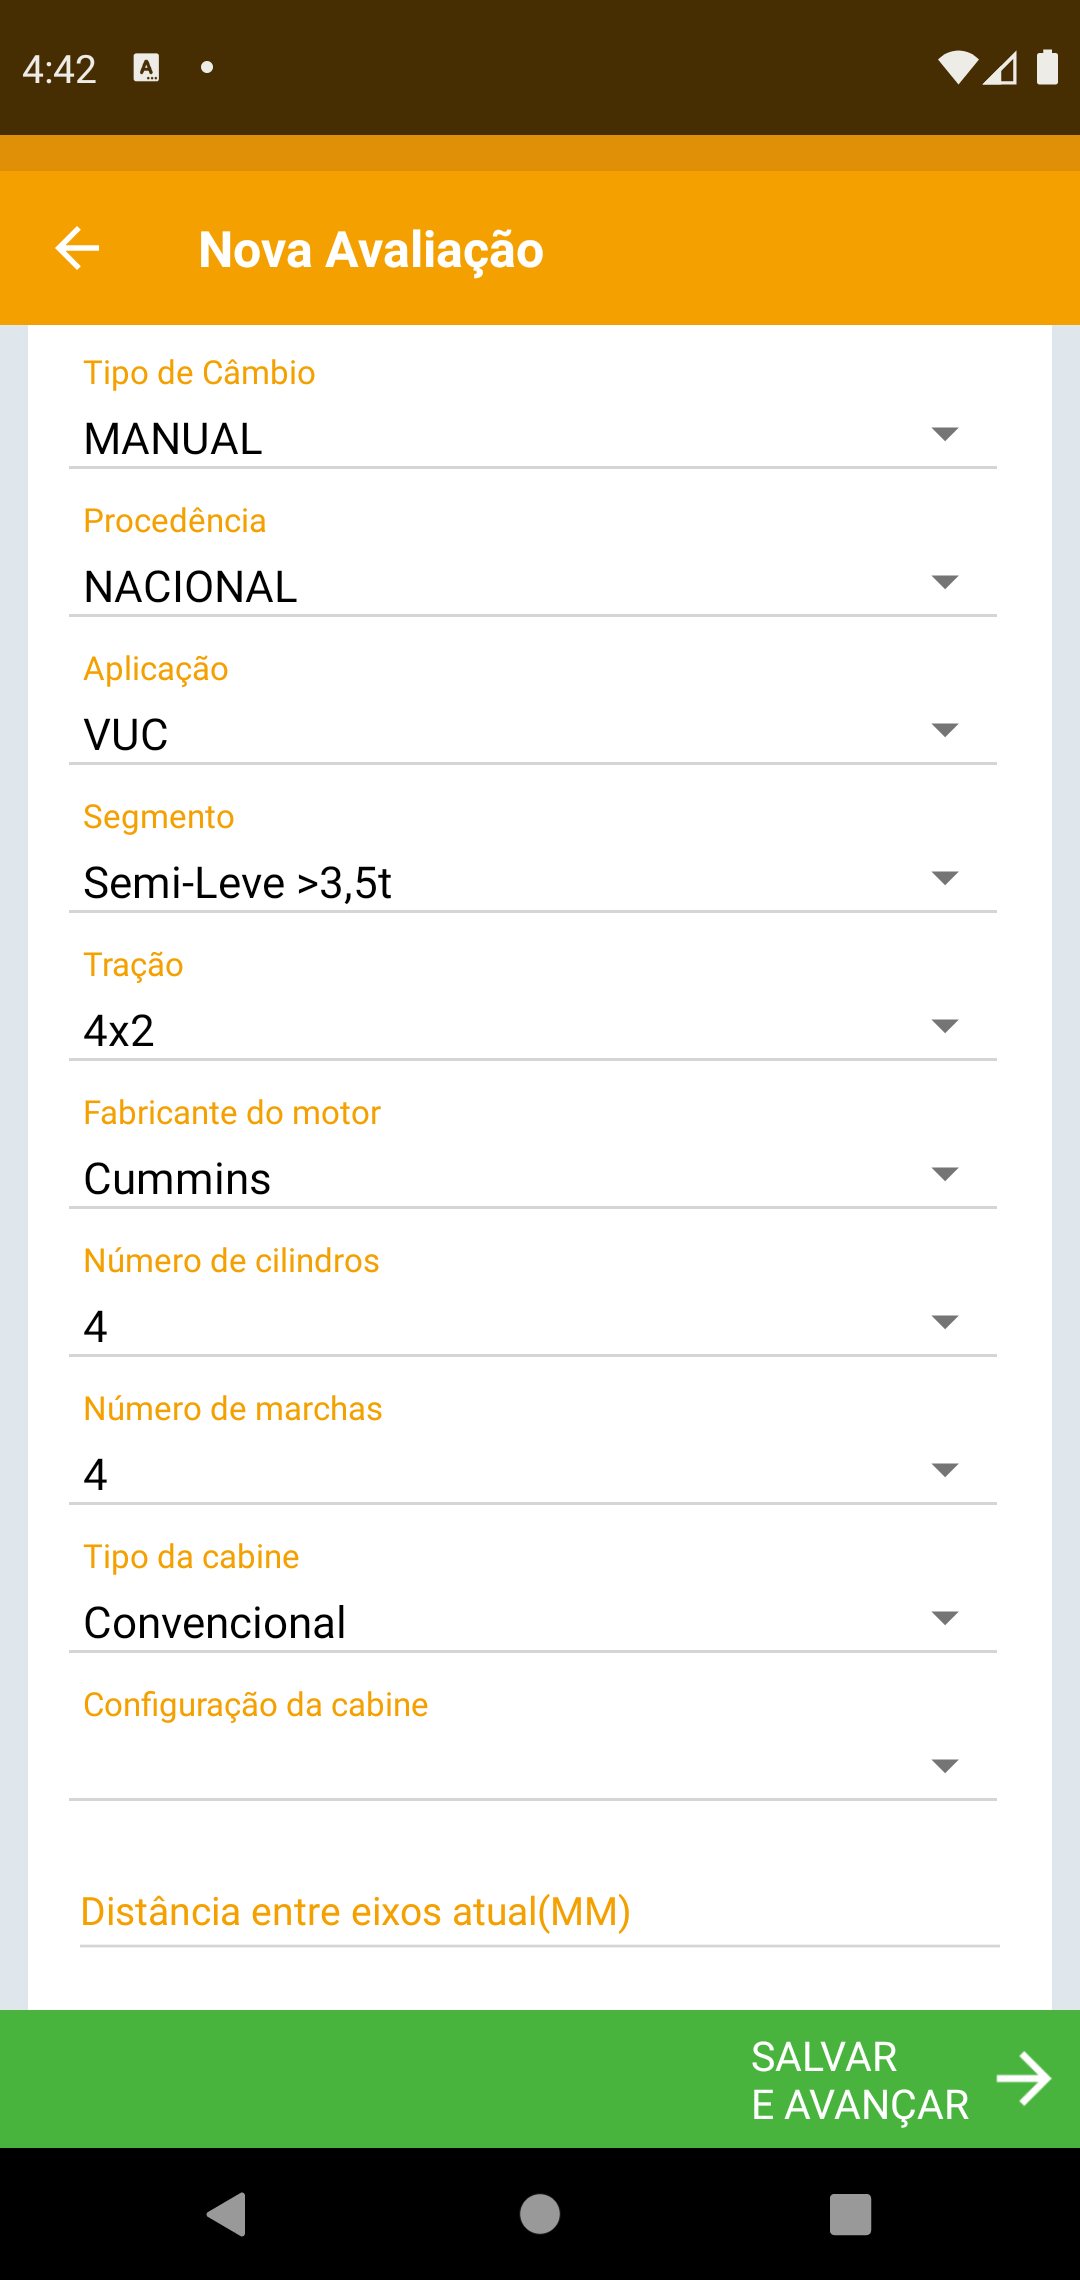 4:42
Nova Avaliação
Tipo de Câmbio
MANUAL
Procedência
NACIONAL
Aplicação
VUC
Segmento
Semi-Leve >3,5t
Tração
4x2
Fabricante do motor
Cummins
Número de cilindros
4
Número de marchas
4
Tipo da cabine
Convencional
Configuração da cabine
Distância entre eixos atual(MM)
SALVAR
E AVANÇAR